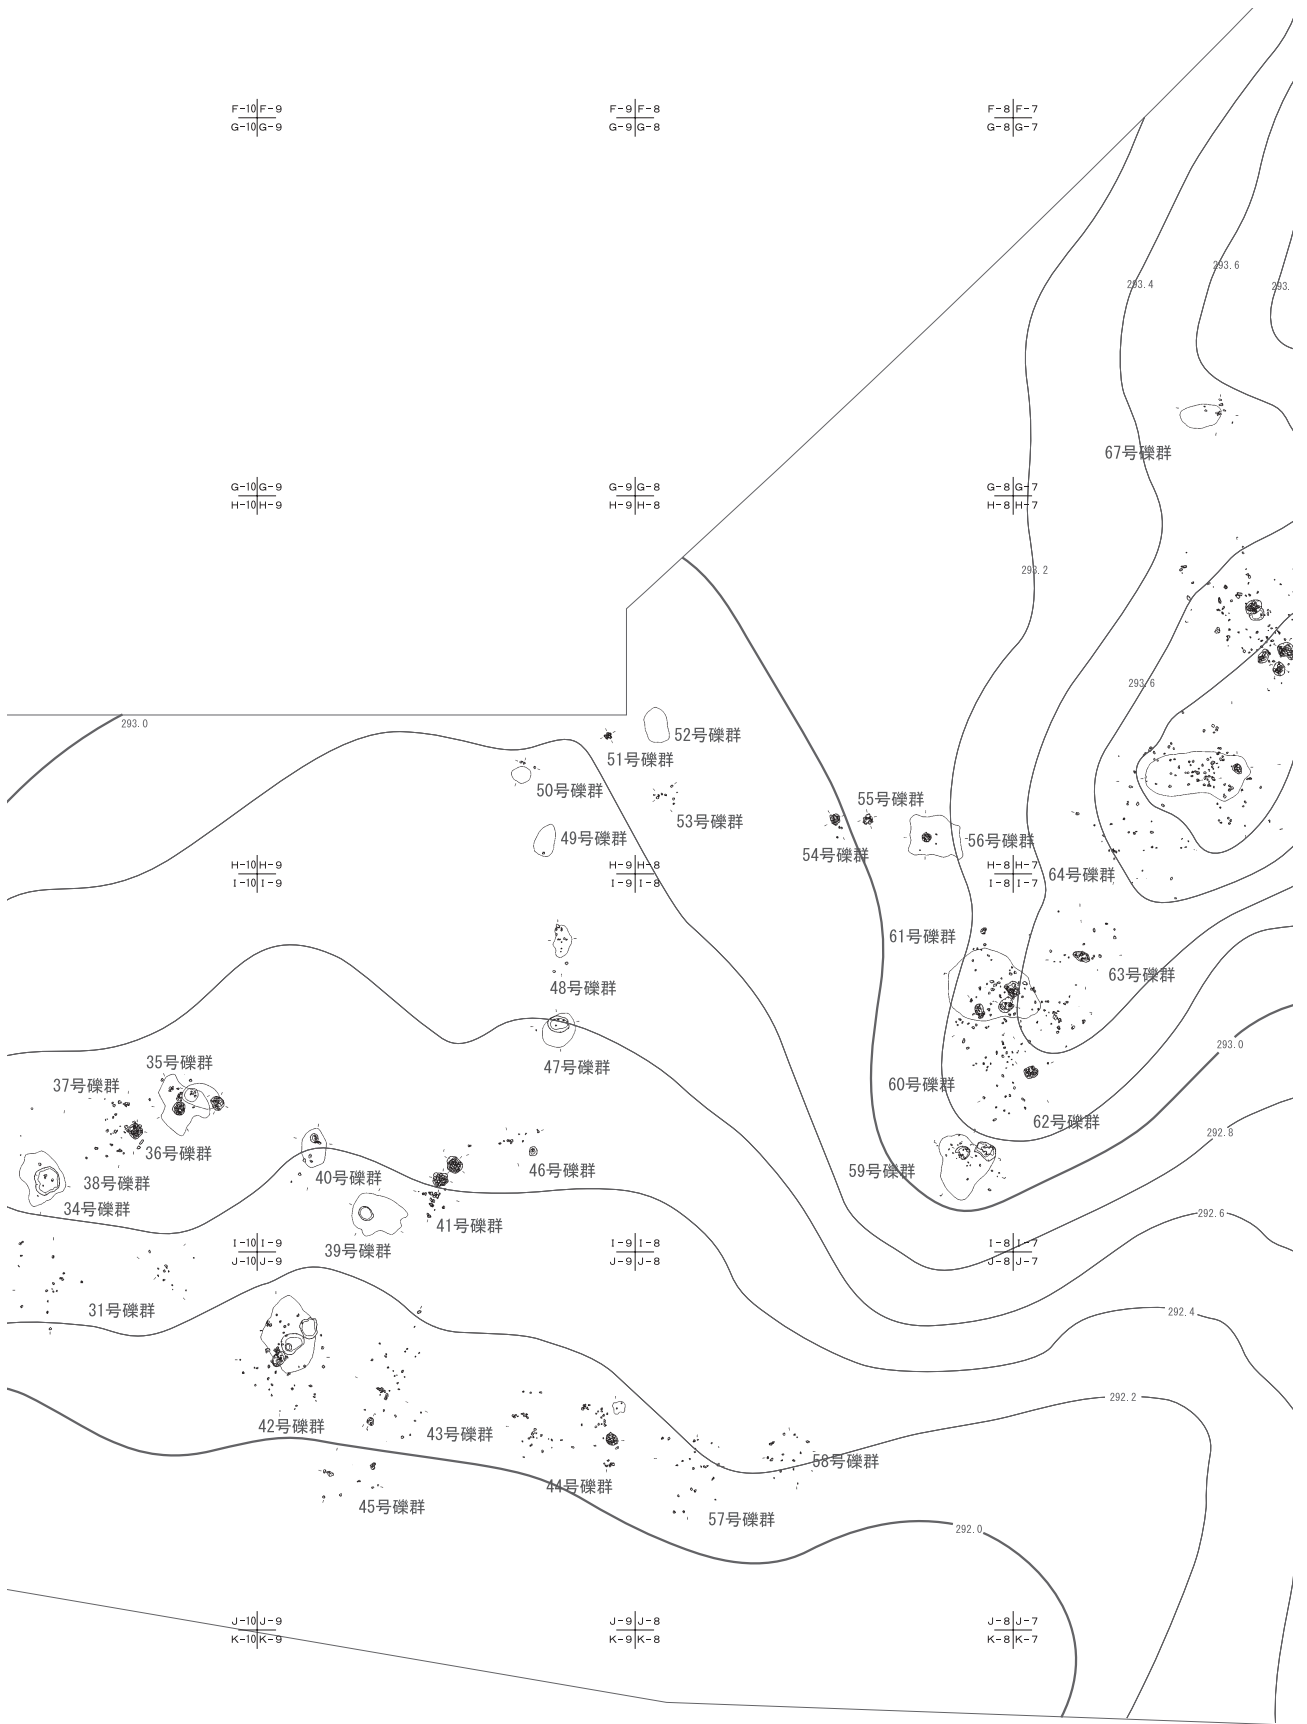 F-10 F-9
G-10 G-9
F-9 F-8
G-9 G-8
F-8 F-7
G-8 G-7
293.6
293.4
293.
67号礫群
G-10 G-9
H-10 H-9
G-9 G-8
H-9 H-8
G-8 G-7
H-8 H-7
293.2
293.6
293.0
52号礫群
51号礫群
50号礫群
53号礫群
55号礫群
49号礫群
54号礫群
56号礫群
H-10 H-9
I-10 I-9
H-9 H-8
I-9 I-8
H-8 H-7
I-8 I-7
64号礫群
61号礫群
63号礫群
48号礫群
293.0
35号礫群
47号礫群
37号礫群
60号礫群
62号礫群
292.8
36号礫群
38号礫群
40号礫群
46号礫群
59号礫群
34号礫群
41号礫群
292.6
39号礫群
I-10 I-9
J-10 J-9
I-9 I-8
J-9 J-8
I-8 I-7
J-8 J-7
31号礫群
292.4
292.2
42号礫群
43号礫群
58号礫群
44号礫群
45号礫群
57号礫群
292.0
J-10 J-9
K-10 K-9
J-9 J-8
K-9 K-8
J-8 J-7
K-8 K-7